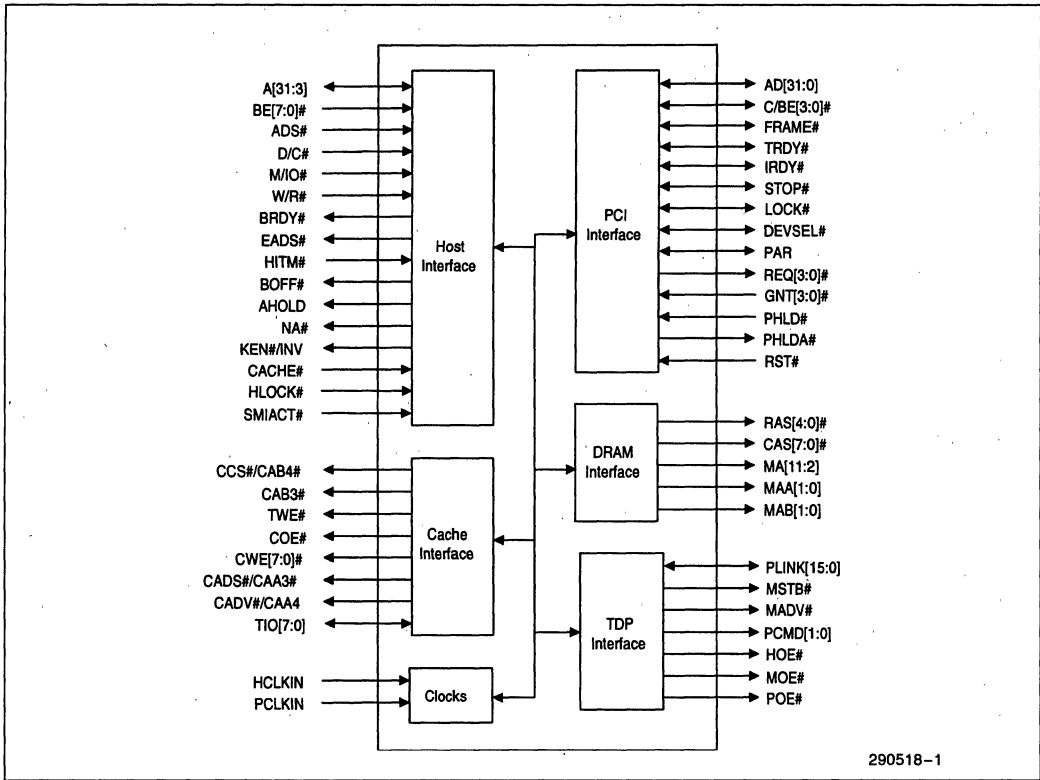 A[31:3]
BE[7:0]#
ADS#
D/C#
M/IO#
W/R#
BRDY#
EADS#
HITM#
BOFF#
AHOLD
NA#
KEN#/INV
CACHE#
HLOCK#
SMIACT#
Host
Interface
CCS#/CAB4#
CAB3#
TWE#
COE#
CWE[7:0]#
CADS#/CAA3#
CADV#/CAA4
TIO[7:0]
Cache
Interface
HCLKIN
PCLKIN
Clocks
PCI
Interface
AD[31:0]
C/BE[3:0]#
FRAME#
TRDY#
IRDY#
STOP#
LOCK#
DEVSEL#
PAR
REQ[3:0]#
GNT[3:0]#
PHLD#
PHLDA#
RST#
DRAM
Interface
RAS[4:0]#
CAS[7:0]#
MA[11:2]
MAA[1:0]
MAB[1:0]
TDP
Interface
PLINK[15:0]
MSTB#
MADV#
PCMD[1:0]
HOE#
MOE#
POE#
290518-1